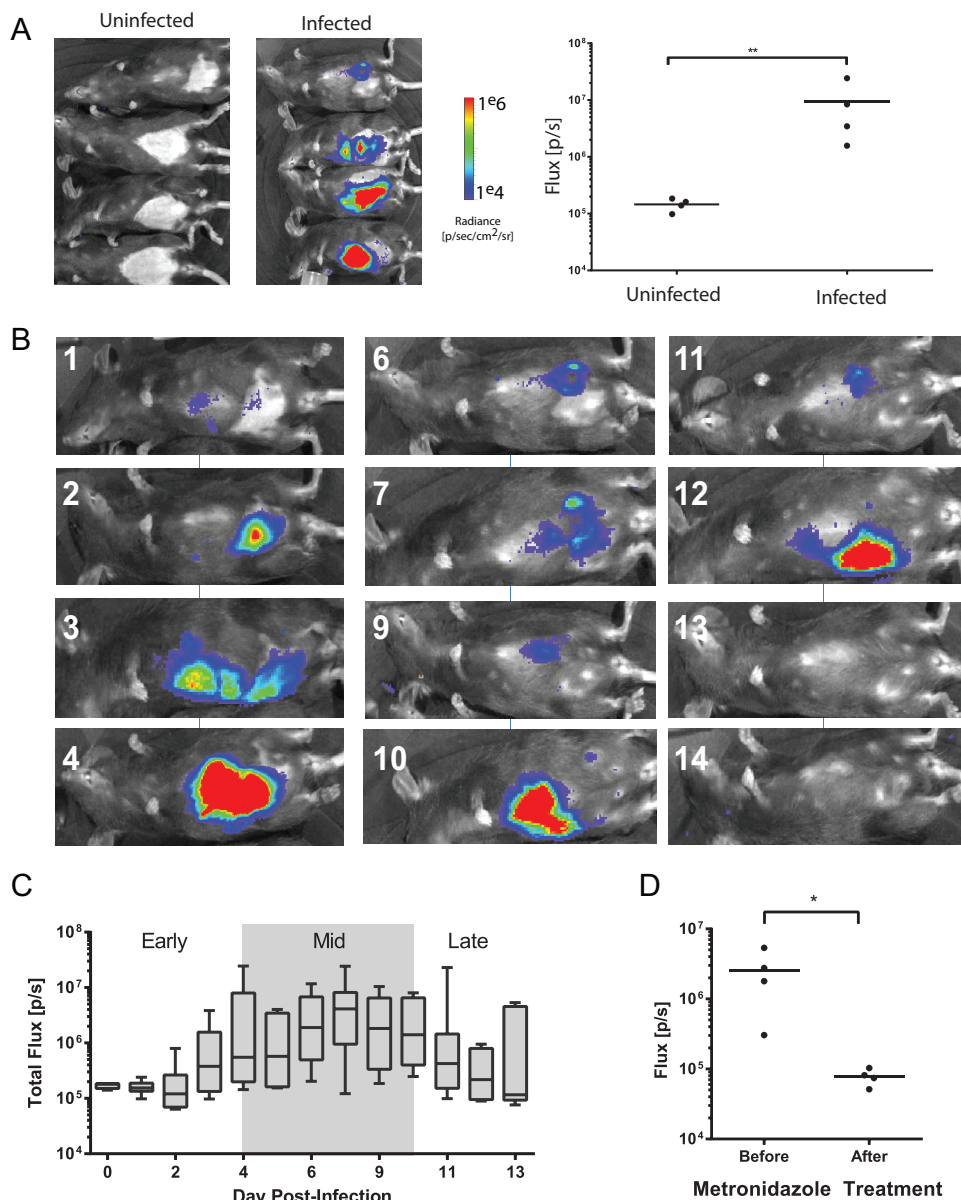 A
Uninfected
Infected
1e6
1e4
Radiance
[p/sec/cm2/sr]
Flux [p/s]
10^8
10^7
10^6
10^5
10^4
**
Uninfected
Infected
B
1
6
11
2
7
12
3
9
13
4
10
14
C
Total Flux [p/s]
10^8
10^7
10^6
10^5
10^4
Early
Mid
Late
0
2
4
6
9
11
13
Day Post-Infection
D
*
Flux [p/s]
10^7
10^6
10^5
10^4
Before
After
Metronidazole Treatment